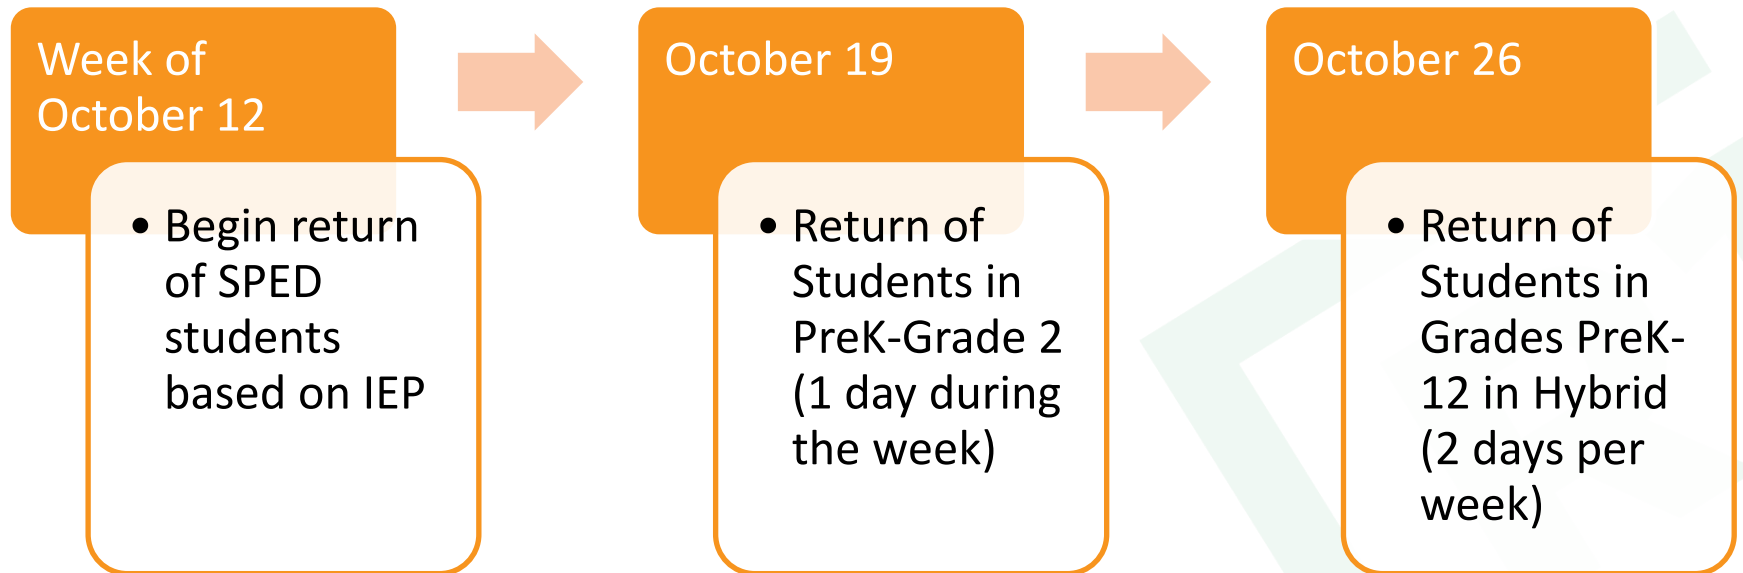 Week of
October 12
• Begin return
of SPED
students
based on IEP
October 19
• Return of
Students in
PreK-Grade 2
(1 day during
the week)
October 26
• Return of
Students in
Grades PreK-
12 in Hybrid
(2 days per
week)